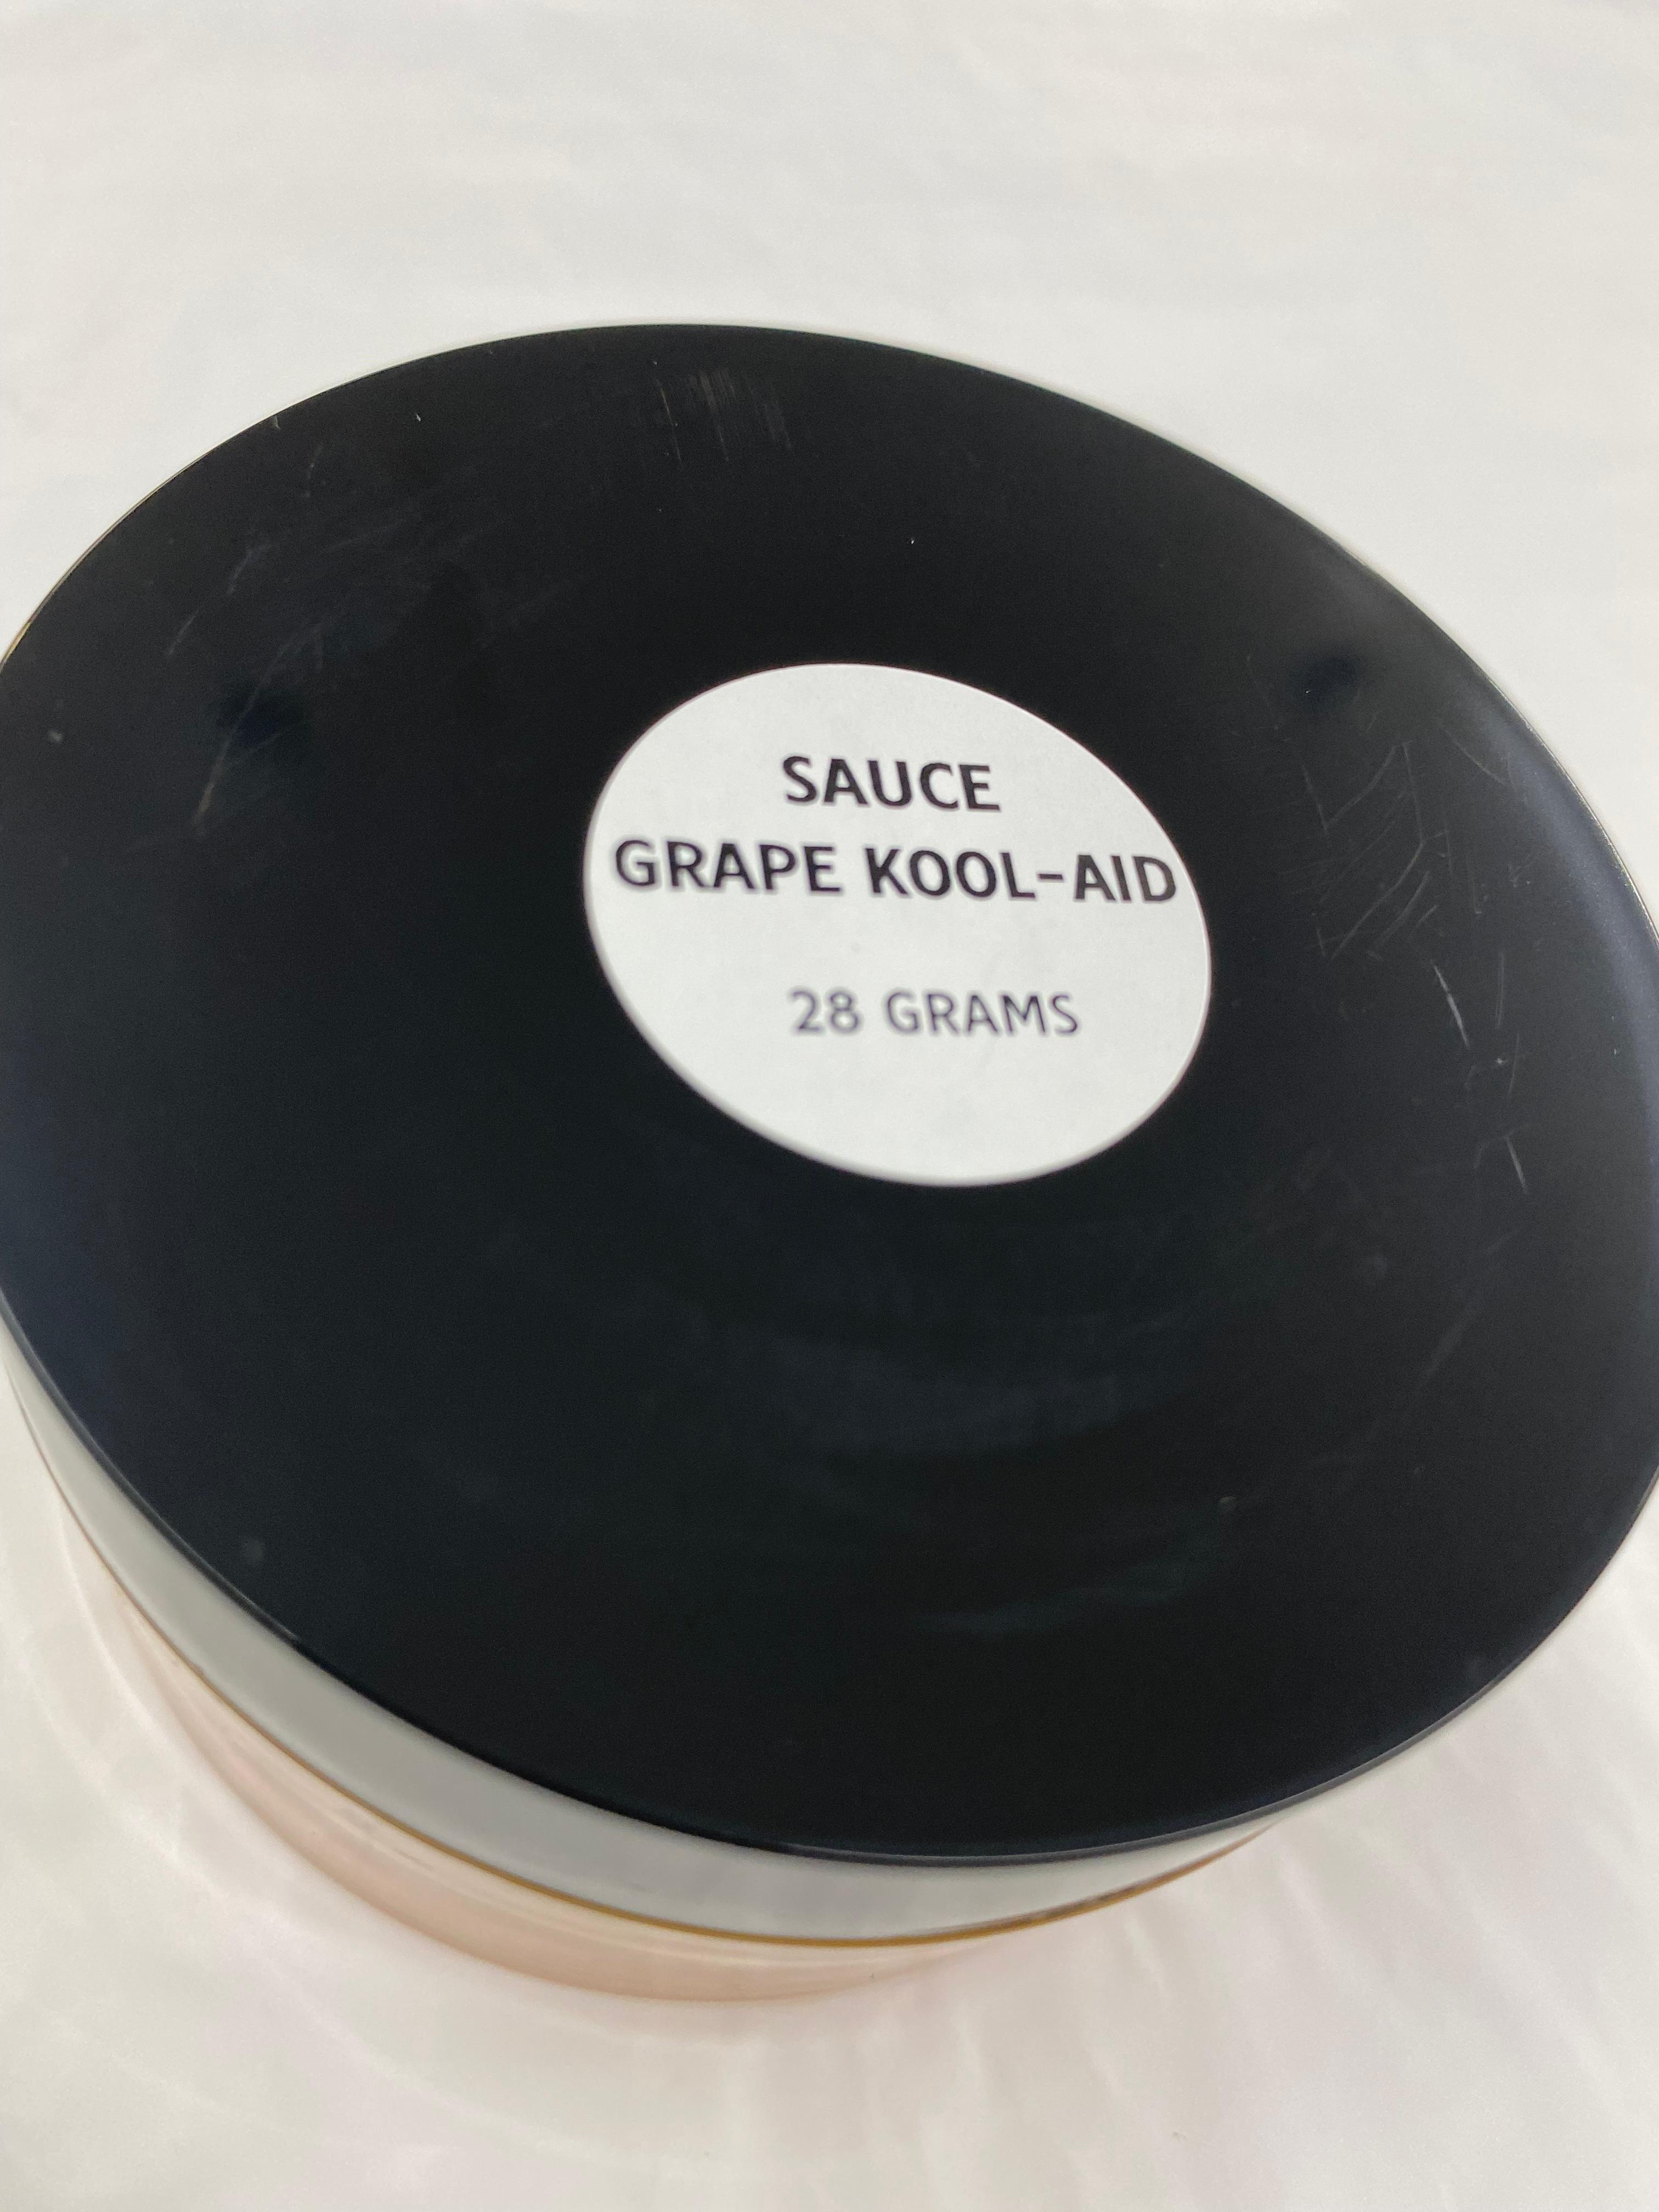 SAUCE
GRAPE KOOL-AID
28 GRAMS